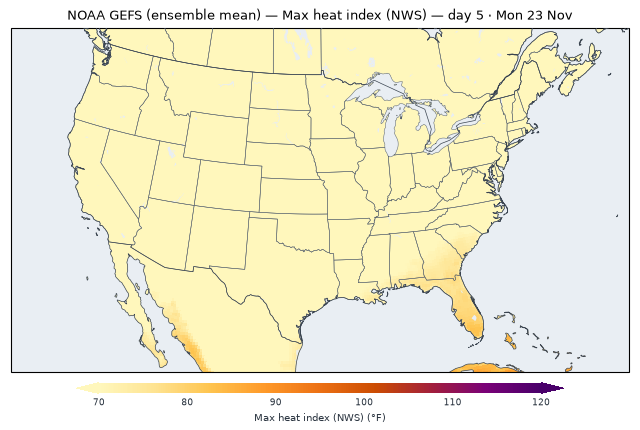 NOAA GEFS (ensemble mean) — Max heat index (NWS) — day 5 · Mon 23 Nov
70 80 90 100 110 120
Max heat index (NWS) (°F)